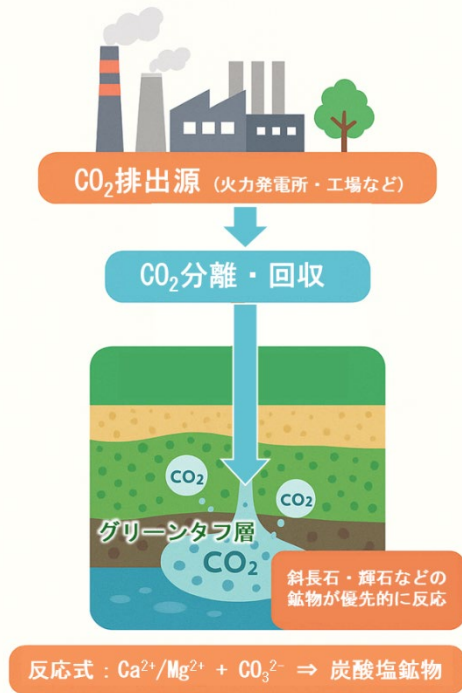 CO₂排出源（火力発電所・工場など）
CO₂分離・回収
CO₂
CO₂
グリーンタフ層
CO₂
斜長石・輝石などの
鉱物が優先的に反応
反応式：Ca²⁺/Mg²⁺ + CO₃²⁻ ⇒ 炭酸塩鉱物